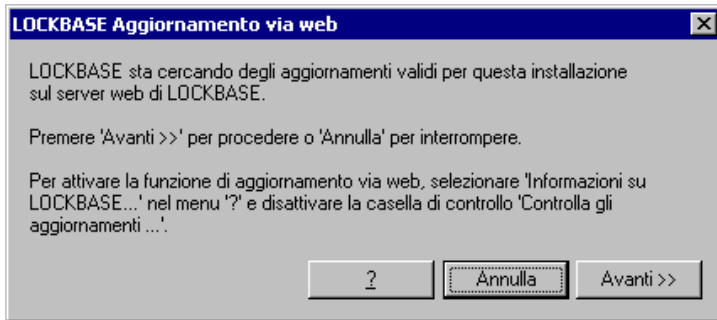 LOCKBASE Aggiornamento via web
LOCKBASE sta cercando degli aggiornamenti validi per questa installazione
sul server web di LOCKBASE.
Premere 'Avanti >>' per procedere o 'Annulla' per interrompere.
Per attivare la funzione di aggiornamento via web, selezionare 'Informazioni su
LOCKBASE...' nel menu '?' e disattivare la casella di controllo 'Controlla gli
aggiornamenti ...'.
? Annulla Avanti >>